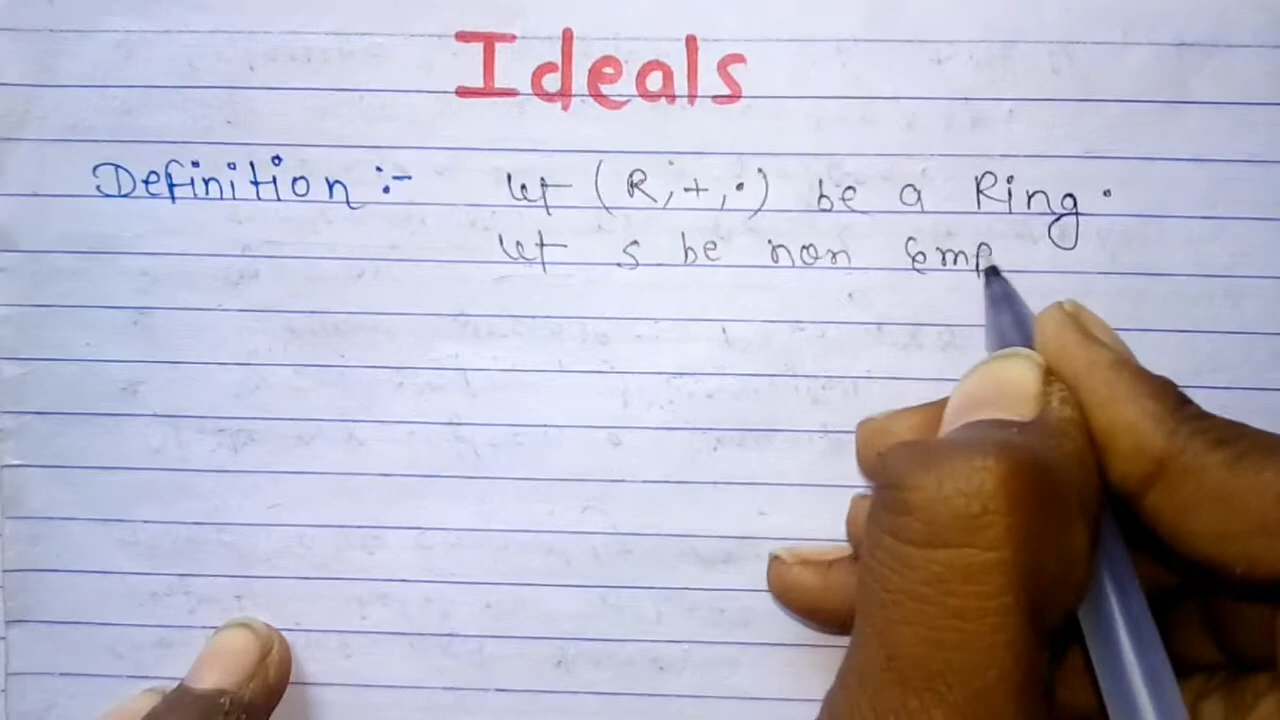 Ideals
Definition :- let (R, +, •) be a Ring.
let s be non Emp